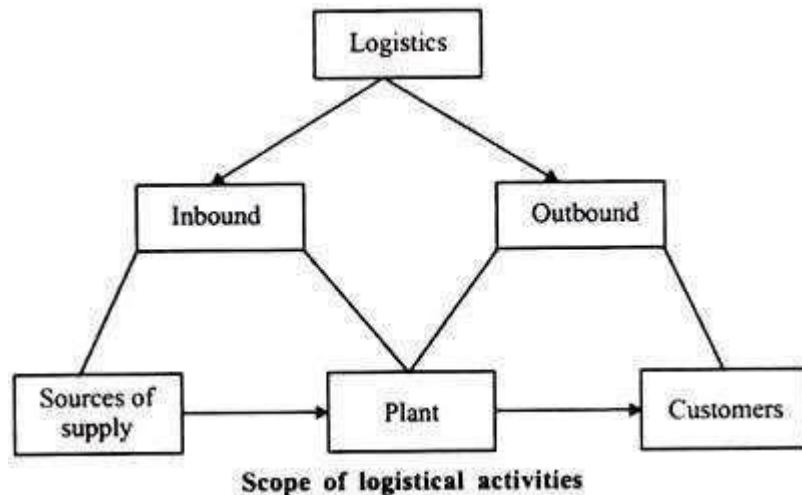 Logistics
Inbound
Outbound
Sources of
supply
Plant
Customers
Scope of logistical activities